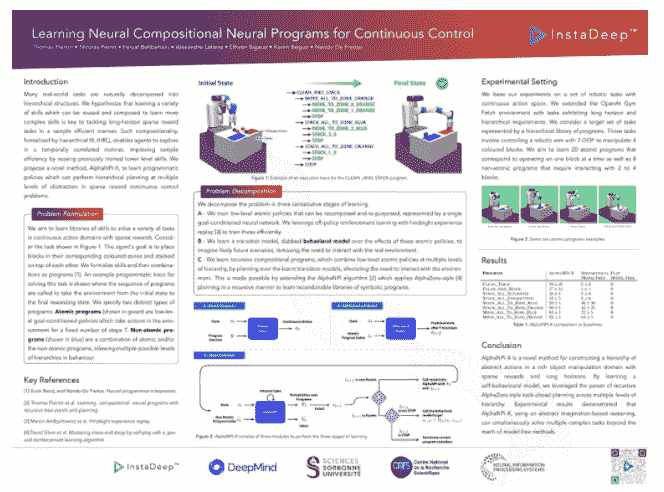 Learning Neural Compositional Neural Programs for Continuous Control
Thomas Pierrot • Nicolas Perrin • Feryal Behbahani • Alexandre Laterre • Olivier Sigaud • Karim Beguir • Nando De Freitas
InstaDeep™
Introduction
Many real-world tasks are naturally decomposed into
hierarchical structures. We hypothesize that learning a variety
of skills which can be reused and composed to learn more
complex skills is key to tackling long-horizon sparse reward
tasks in a sample efficient manner. Such compositionality,
formalised by hierarchical RL (HRL), enables agents to explore
in a temporally correlated manner, improving sample
efficiency by reusing previously trained lower level skills. We
propose a novel method, AlphaNPI-X, to learn programmatic
policies which can perform hierarchical planning at multiple
levels of abstraction in sparse reward continuous control
problems.
Problem Formulation
We aim to learn libraries of skills to solve a variety of tasks
in continuous action domains with sparse rewards. Consider
the task shown in Figure 1. The agent's goal is to place
blocks in their corresponding coloured zones and stacked
on top of each other. We formalize skills and their combina-
tions as programs [1]. An example programmatic trace for
solving this task is shown where the sequence of programs
are called to take the environment from the initial state to
the final rewarding state. We specify two distinct types of
programs: Atomic programs (shown in green) are low-lev-
el goal-conditioned policies which take actions in the env-
ironment for a fixed number of steps T. Non-atomic pro-
grams (shown in blue) are a combination of atomic and/or
the non-atomic programs, allowing multiple possible levels
of hierarchies in behaviour.
Key References
[1] Scott Reed, and Nando De Freitas. Neural programmer-interpreters.
[2] Thomas Pierrot et al. Learning compositional neural programs with
recursive tree search and planning.
[3] Marcin Andrychowicz et al. Hindsight experience replay
[4] David Silver et al. Mastering chess and shogi by self-play with a gen-
eral reinforcement learning algorithm.
Initial State
Final State
CLEAN_AND_STACK
MOVE_ALL_TO_ZONE_ORANGE
MOVE_TO_ZONE_1_ORANGE
MOVE_TO_ZONE_3_ORANGE
STOP
STACK_ALL_TO_ZONE_BLUE
MOVE_TO_ZONE_2_BLUE
STOP
STACK_ALL_TO_ZONE_ORANGE
STOP
STOP
Figure 1: Example of an execution trace for the CLEAN_AND_STACK program.
Problem Decomposition
We decompose the problem in three consecutive stages of learning.
A - We train low-level atomic policies that can be recomposed and re-purposed, represented by a single
goal-conditioned neural network. We leverage off-policy reinforcement learning with hindsight experience
replay [3] to train these efficiently.
B - We learn a transition model, dubbed behavioral model over the effects of these atomic policies, to
imagine likely future scenarios, removing the need to interact with the real environment.
C - We learn recursive compositional programs, which combine low-level atomic policies at multiple levels
of hierarchy, by planning over the learnt transition models, alleviating the need to interact with the environ-
ment. This is made possible by extending the AlphaNPI algorithm [2] which applies AlphaZero-style [4]
planning in a recursive manner to learn recombinable libraries of symbolic programs.
Figure 2: AlphaNPI-X consists of three modules to perform the three stages of learning.
Experimental Setting
We base our experiments on a set of robotic tasks with
continuous action space. We extended the OpenAI Gym
Fetch environment with tasks exhibiting long horizon and
hierarchical requirements. We consider a target set of tasks
represented by a hierarchical library of programs. These tasks
involve controlling a robotic arm with 7-DOF to manipulate 4
coloured blocks. We aim to learn 20 atomic programs that
correspond to operating on one block at a time as well as 8
non-atomic programs that require interacting with 2 to 4
blocks.
Figure 3: Some non atomic programs examples.
Results
PROGRAM
ALPHANPI-X
Table 1: AlphaNPI-X comparison to baselines.
Conclusion
AlphaNPI-X is a novel method for constructing a hierarchy of
abstract actions in a rich object manipulation domain with
sparse rewards and long horizons. By learning a
self-behavioural model, we leveraged the power of recursive
AlphaZero-style look-ahead planning across multiple levels of
hierarchy. Experimental results demonstrated that
AlphaNPI-X, using an abstract imagination-based reasoning,
can simultaneously solve multiple complex tasks beyond the
reach of model-free methods.
InstaDeep™
DeepMind
SCIENCES
SORBONNE
UNIVERSITÉ
CNRS
Centre National
de la Recherche
Scientifique
NEURAL INFORMATION
PROCESSING SYSTEMS